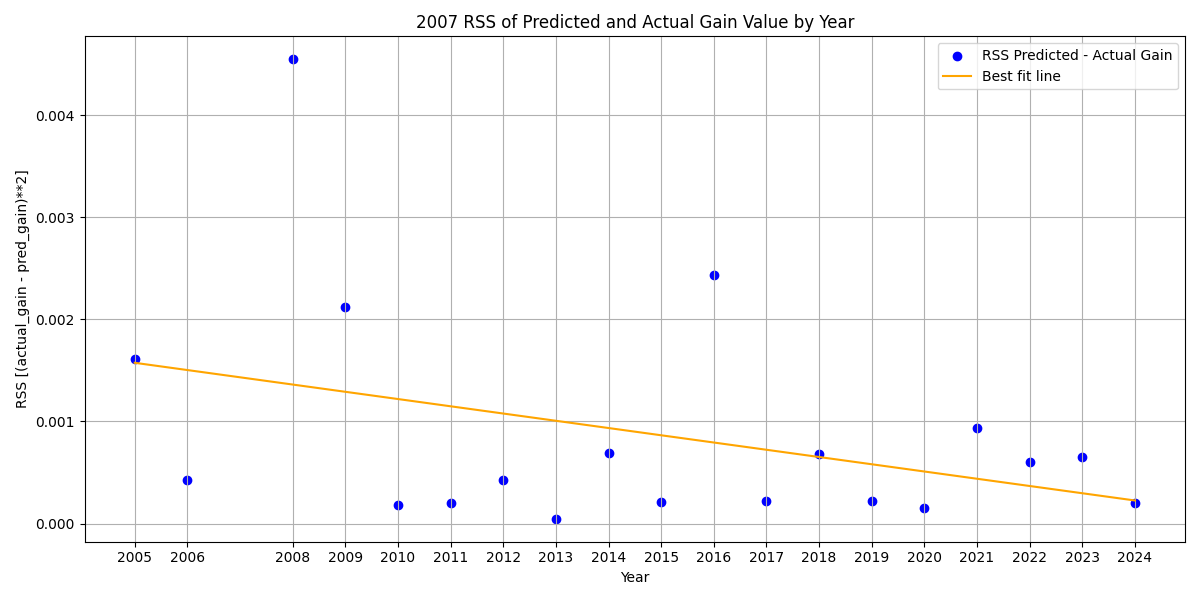 2007 RSS of Predicted and Actual Gain Value by Year
RSS Predicted - Actual Gain
Best fit line
RSS [(actual_gain - pred_gain)**2]
0.004
0.003
0.002
0.001
0.000
2005 2006 2008 2009 2010 2011 2012 2013 2014 2015 2016 2017 2018 2019 2020 2021 2022 2023 2024
Year